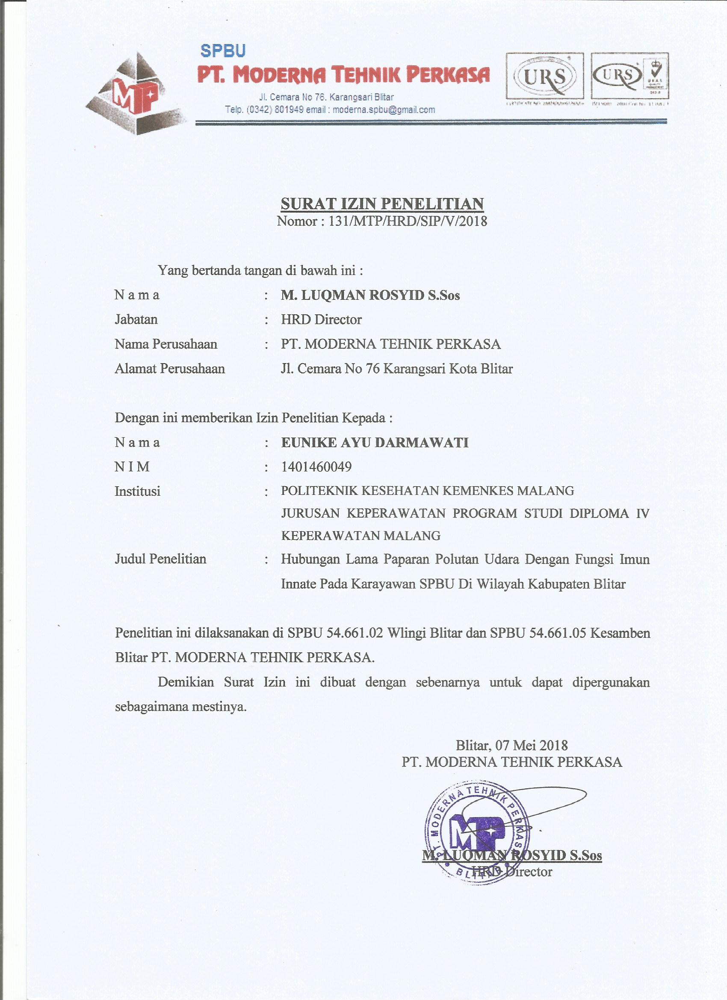 SPBU
PT. MODERNA TEHNIK PERKASA
Jl. Cemara No 76. Karangsari Blitar
Telp. (0342) 801949 email : moderna.spbu@gmail.com
MP
URS
URS
UKAS
SURAT IZIN PENELITIAN
Nomor : 131/MTP/HRD/SIP/V/2018
Yang bertanda tangan di bawah ini :
N a m a : M. LUQMAN ROSYID S.Sos
Jabatan : HRD Director
Nama Perusahaan : PT. MODERNA TEHNIK PERKASA
Alamat Perusahaan Jl. Cemara No 76 Karangsari Kota Blitar
Dengan ini memberikan Izin Penelitian Kepada :
N a m a : EUNIKE AYU DARMAWATI
N I M : 1401460049
Institusi : POLITEKNIK KESEHATAN KEMENKES MALANG
JURUSAN KEPERAWATAN PROGRAM STUDI DIPLOMA IV
KEPERAWATAN MALANG
Judul Penelitian : Hubungan Lama Paparan Polutan Udara Dengan Fungsi Imun
Innate Pada Karayawan SPBU Di Wilayah Kabupaten Blitar
Penelitian ini dilaksanakan di SPBU 54.661.02 Wlingi Blitar dan SPBU 54.661.05 Kesamben
Blitar PT. MODERNA TEHNIK PERKASA.
Demikian Surat Izin ini dibuat dengan sebenarnya untuk dapat dipergunakan
sebagaimana mestinya.
Blitar, 07 Mei 2018
PT. MODERNA TEHNIK PERKASA
PT. MODERNA TEHNIK PERKASA
MP
BLITAR
M. LUQMAN ROSYID S.Sos
HRD Director